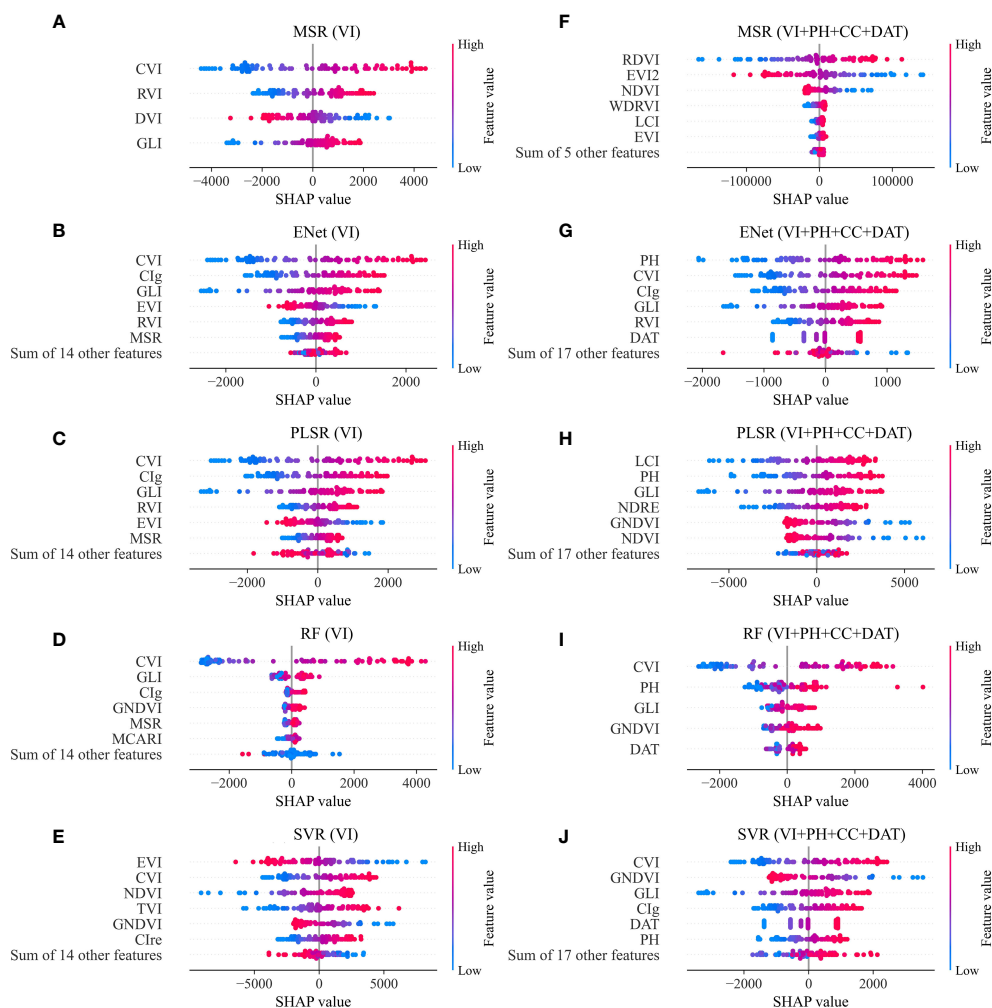 A
MSR (VI)
CVI
RVI
DVI
GLI
−4000 −2000 0 2000 4000
SHAP value
High
Feature value
Low
B
ENet (VI)
CVI
CIg
GLI
EVI
RVI
MSR
Sum of 14 other features
−2000 0 2000
SHAP value
High
Feature value
Low
C
PLSR (VI)
CVI
CIg
GLI
RVI
EVI
MSR
Sum of 14 other features
−2000 0 2000
SHAP value
High
Feature value
Low
D
RF (VI)
CVI
GLI
CIg
GNDVI
MSR
MCARI
Sum of 14 other features
−2000 0 2000 4000
SHAP value
High
Feature value
Low
E
SVR (VI)
EVI
CVI
NDVI
TVI
GNDVI
CIre
Sum of 14 other features
−5000 0 5000
SHAP value
High
Feature value
Low
F
MSR (VI+PH+CC+DAT)
RDVI
EVI2
NDVI
WDRVI
LCI
EVI
Sum of 5 other features
−100000 0 100000
SHAP value
High
Feature value
Low
G
ENet (VI+PH+CC+DAT)
PH
CVI
CIg
GLI
RVI
DAT
Sum of 17 other features
−2000 −1000 0 1000
SHAP value
High
Feature value
Low
H
PLSR (VI+PH+CC+DAT)
LCI
PH
GLI
NDRE
GNDVI
NDVI
Sum of 17 other features
−5000 0 5000
SHAP value
High
Feature value
Low
I
RF (VI+PH+CC+DAT)
CVI
PH
GLI
GNDVI
DAT
−2000 0 2000 4000
SHAP value
High
Feature value
Low
J
SVR (VI+PH+CC+DAT)
CVI
GNDVI
GLI
CIg
DAT
PH
Sum of 17 other features
−2000 0 2000
SHAP value
High
Feature value
Low